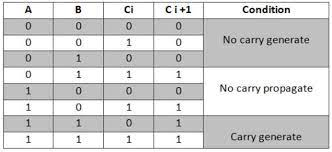 A B Ci C i +1 Condition
0 0 0 0 No carry generate
0 0 1 0
0 1 0 0
0 1 1 1 No carry propagate
1 0 0 0
1 0 1 1
1 1 0 1 Carry generate
1 1 1 1